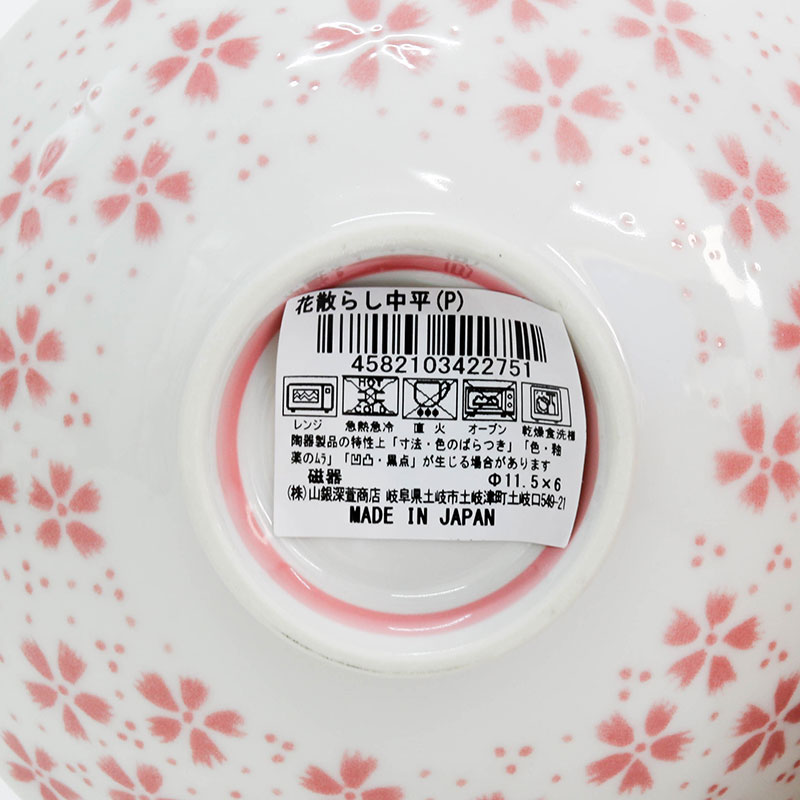 花散らし中平(P)
4582103422751
HOT COLD
レンジ 急熱急冷 直火 オーブン 乾燥食洗機
陶器製品の特性上「寸法・色のばらつき」「色・釉
薬のムラ」「凹凸・黒点」が生じる場合があります
磁器 Φ11.5×6
(株)山銀深萱商店 岐阜県土岐市土岐津町土岐口549-21
MADE IN JAPAN